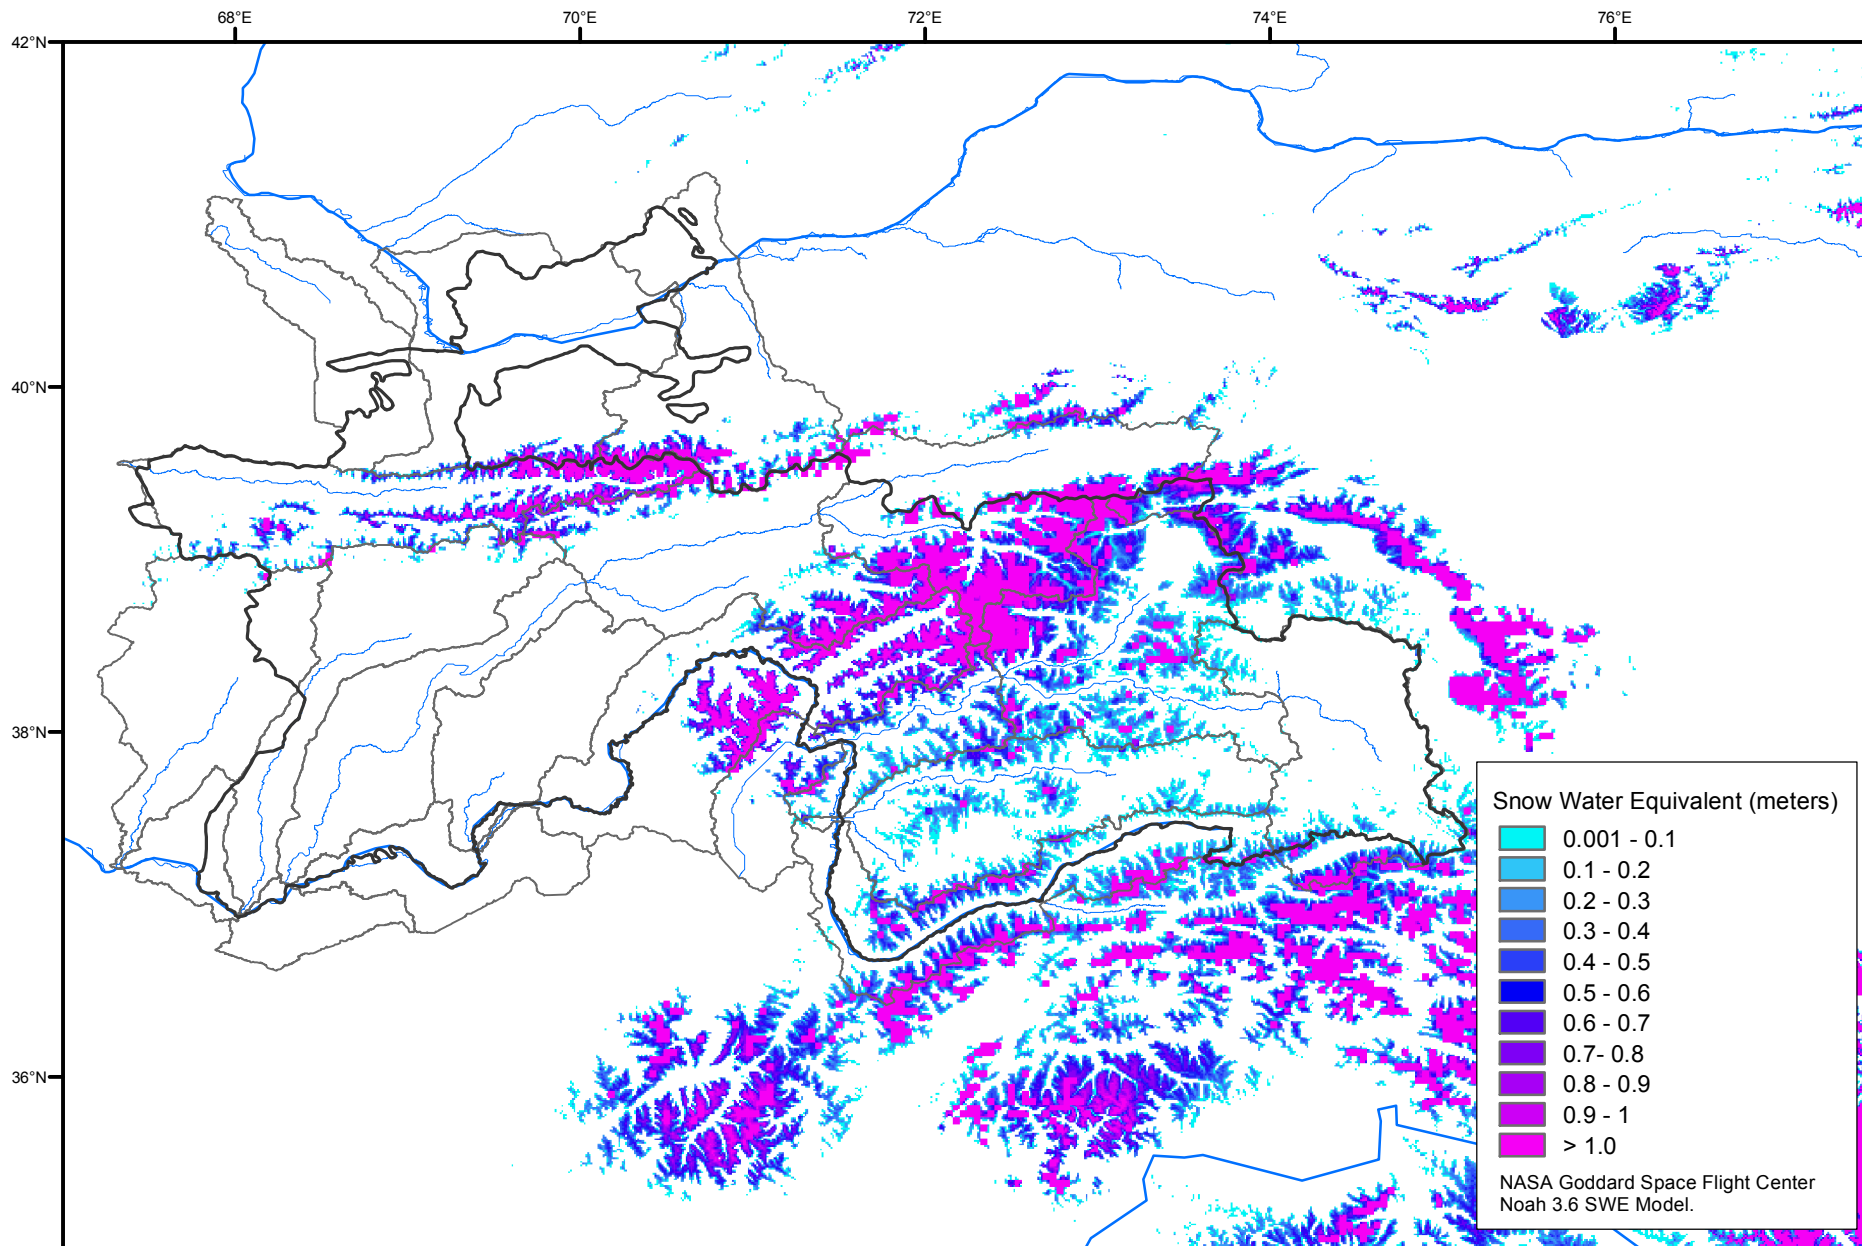 68°E 70°E 72°E 74°E 76°E
42°N
40°N
38°N
36°N
Snow Water Equivalent (meters)
0.001 - 0.1
0.1 - 0.2
0.2 - 0.3
0.3 - 0.4
0.4 - 0.5
0.5 - 0.6
0.6 - 0.7
0.7- 0.8
0.8 - 0.9
0.9 - 1
> 1.0
NASA Goddard Space Flight Center
Noah 3.6 SWE Model.